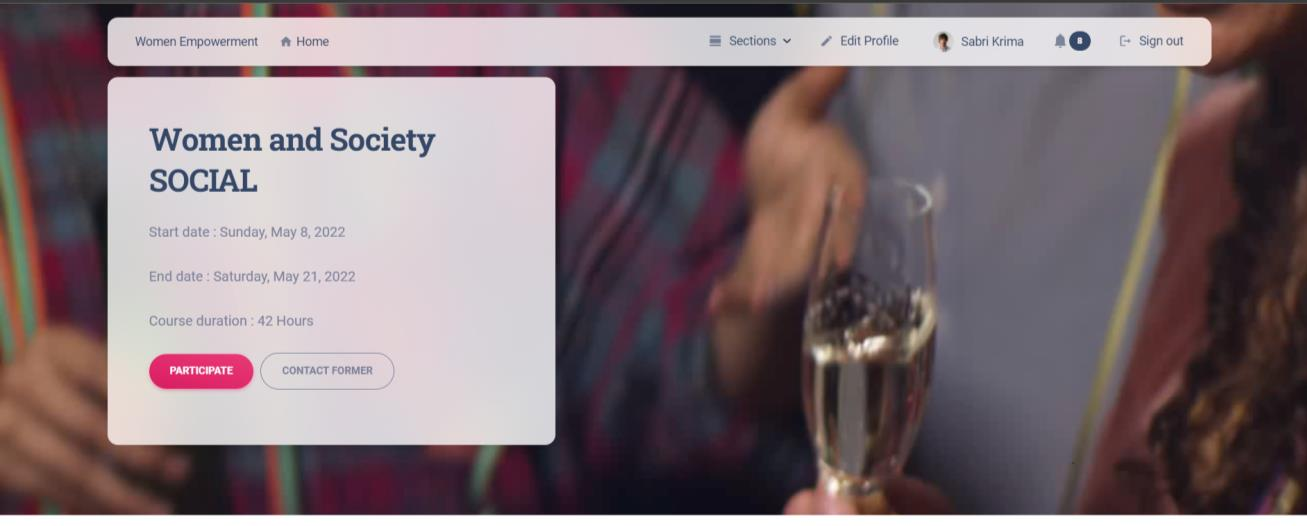 Women Empowerment Home Sections Edit Profile Sabri Krima 8 Sign out
Women and Society
SOCIAL
Start date : Sunday, May 8, 2022
End date : Saturday, May 21, 2022
Course duration : 42 Hours
PARTICIPATE CONTACT FORMER